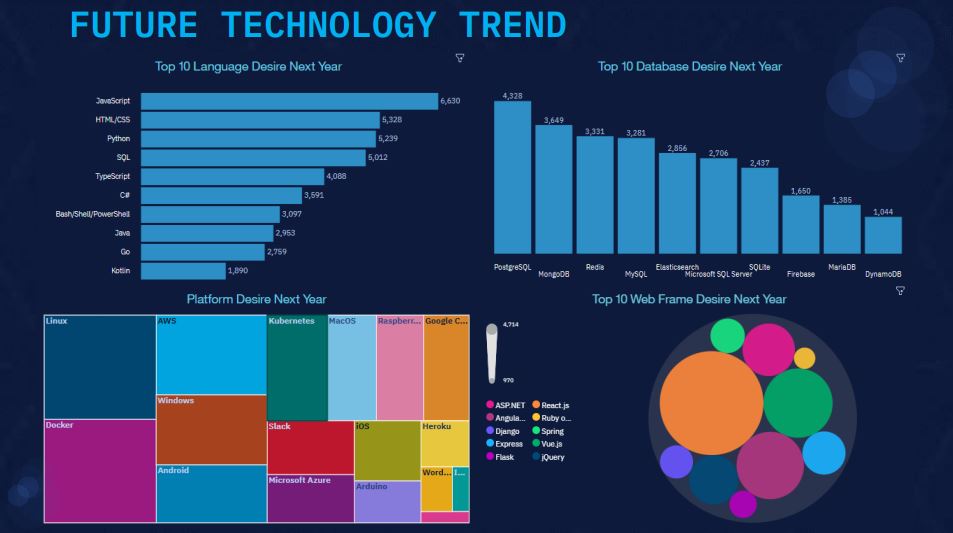 FUTURE TECHNOLOGY TREND
Top 10 Language Desire Next Year
JavaScript 6,630
HTML/CSS 5,328
Python 5,239
SQL 5,012
TypeScript 4,088
C# 3,591
Bash/Shell/PowerShell 3,097
Java 2,953
Go 2,759
Kotlin 1,890
Top 10 Database Desire Next Year
4,328
3,649
3,331
3,281
2,856
2,706
2,437
1,650
1,385
1,044
PostgreSQL
MongoDB
Redis
MySQL
Elasticsearch
Microsoft SQL Server
SQLite
Firebase
MariaDB
DynamoDB
Platform Desire Next Year
Linux
AWS
Kubernetes
MacOS
Raspberr...
Google C...
Windows
Docker
Slack
iOS
Heroku
Android
Microsoft Azure
Word...
I...
Arduino
Top 10 Web Frame Desire Next Year
4,714
970
ASP.NET React.js
Angula... Ruby o...
Django Spring
Express Vue.js
Flask jQuery